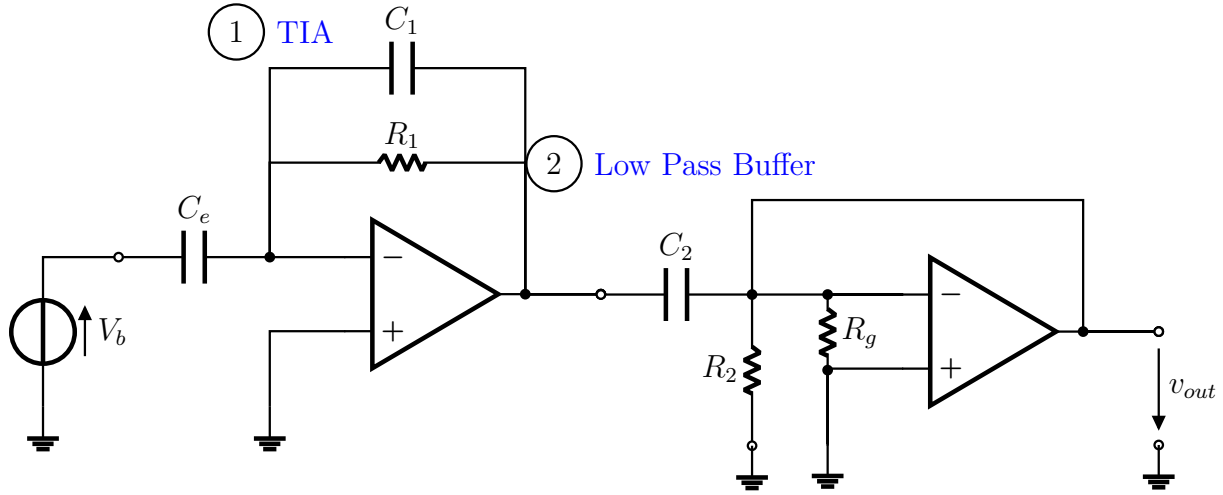 1 TIA
C1
R1
2 Low Pass Buffer
Ce
C2
−
+
Vb
−
+
Rg
R2
vout